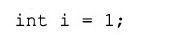 int i = 1;